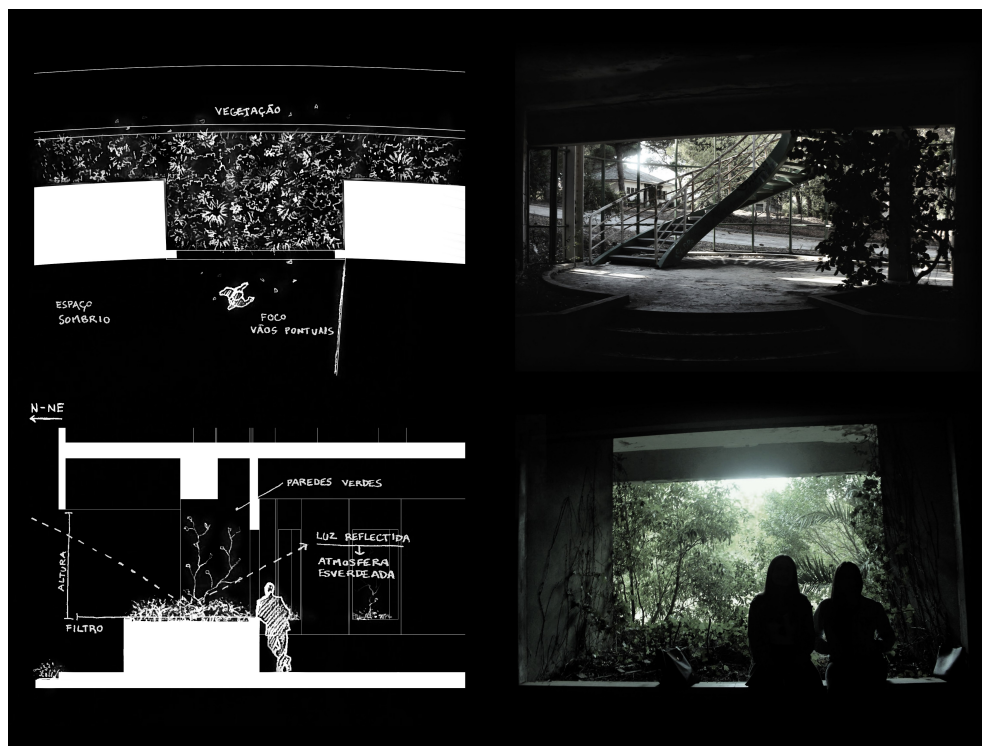 VEGETAÇÃO
ESPAÇO
SOMBRIO
FOCO
VÃOS PONTUAIS
N-NE
PAREDES VERDES
LUZ REFLECTIDA
ATMOSFERA
ESVERDEADA
ALTURA
FILTRO